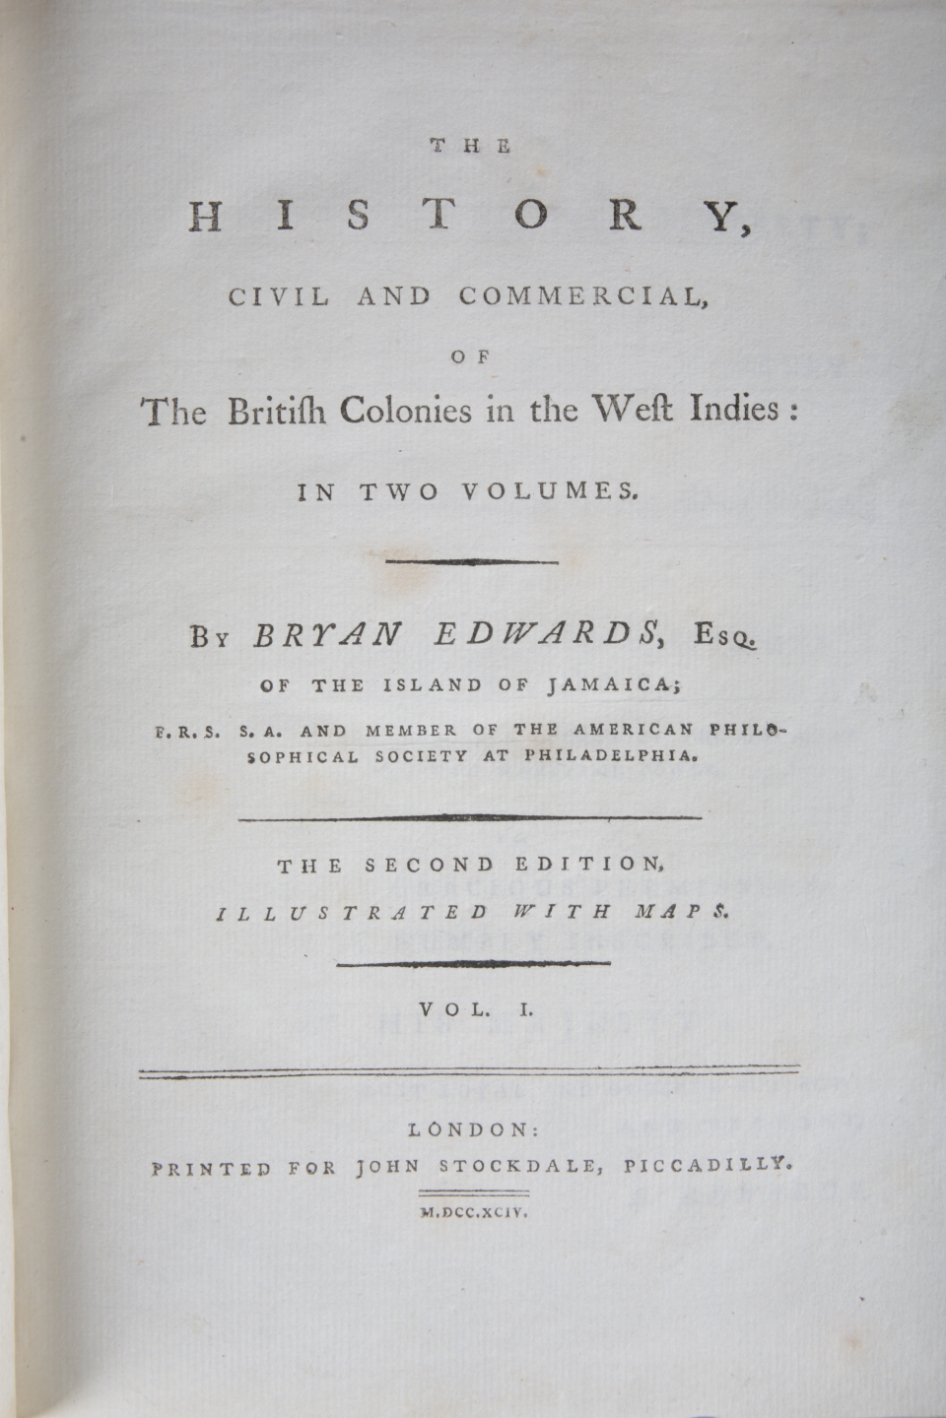 THE
HISTORY,
CIVIL AND COMMERCIAL,
OF
The Britiſh Colonies in the Weſt Indies :
IN TWO VOLUMES.
By BRYAN EDWARDS, Esq.
OF THE ISLAND OF JAMAICA;
F. R. S. S. A. AND MEMBER OF THE AMERICAN PHILO-
SOPHICAL SOCIETY AT PHILADELPHIA.
THE SECOND EDITION,
ILLUSTRATED WITH MAPS.
VOL. I.
LONDON:
PRINTED FOR JOHN STOCKDALE, PICCADILLY.
M.DCC.XCIV.